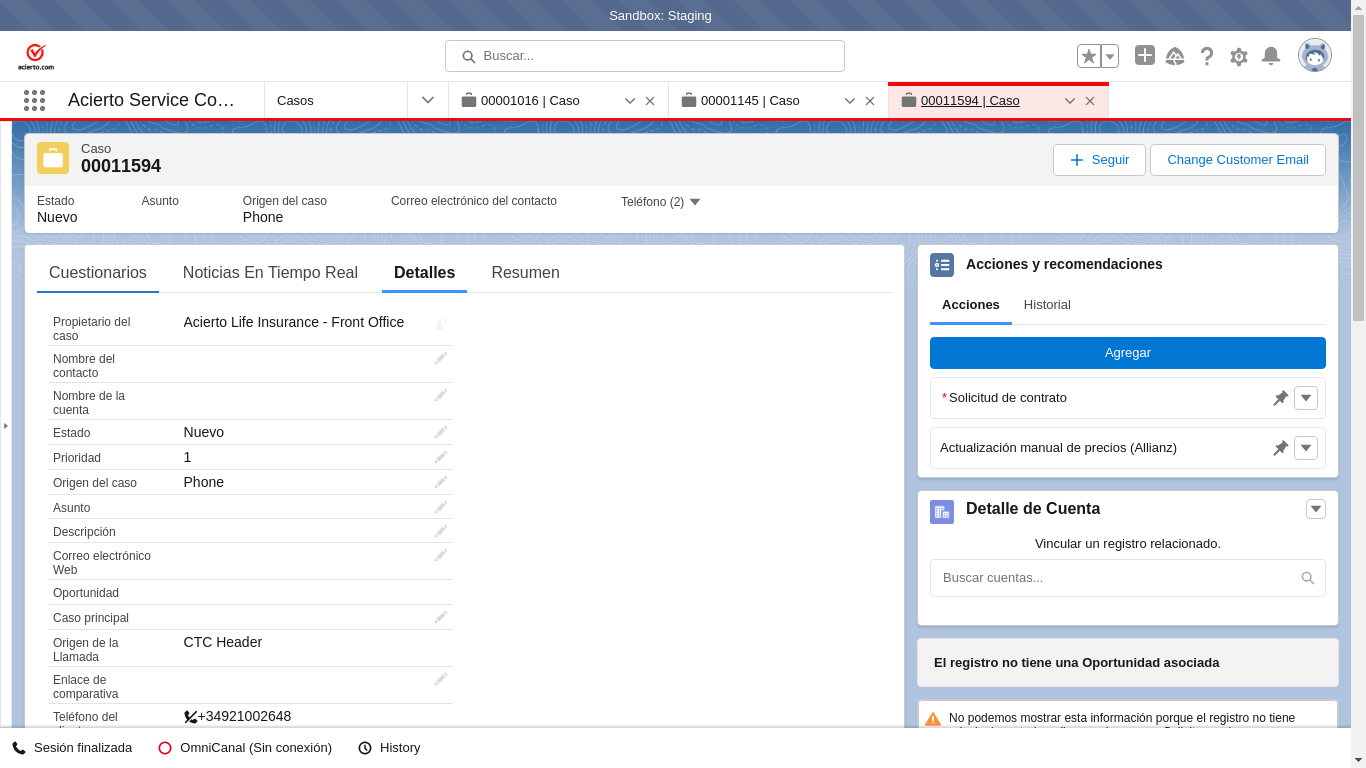 Sandbox: Staging
acierto.com
Buscar...
Acierto Service Co…
Casos
00001016 | Caso
00001145 | Caso
00011594 | Caso
Caso
00011594
Seguir
Change Customer Email
Estado
Nuevo
Asunto
Origen del caso
Phone
Correo electrónico del contacto
Teléfono (2)
Cuestionarios
Noticias En Tiempo Real
Detalles
Resumen
Propietario del
caso
Acierto Life Insurance - Front Office
Nombre del
contacto
Nombre de la
cuenta
Estado
Nuevo
Prioridad
1
Origen del caso
Phone
Asunto
Descripción
Correo electrónico
Web
Oportunidad
Caso principal
Origen de la
Llamada
CTC Header
Enlace de
comparativa
Teléfono del
+34921002648
Acciones y recomendaciones
Acciones
Historial
Agregar
*Solicitud de contrato
Actualización manual de precios (Allianz)
Detalle de Cuenta
Vincular un registro relacionado.
Buscar cuentas...
El registro no tiene una Oportunidad asociada
No podemos mostrar esta información porque el registro no tiene
Sesión finalizada
OmniCanal (Sin conexión)
History